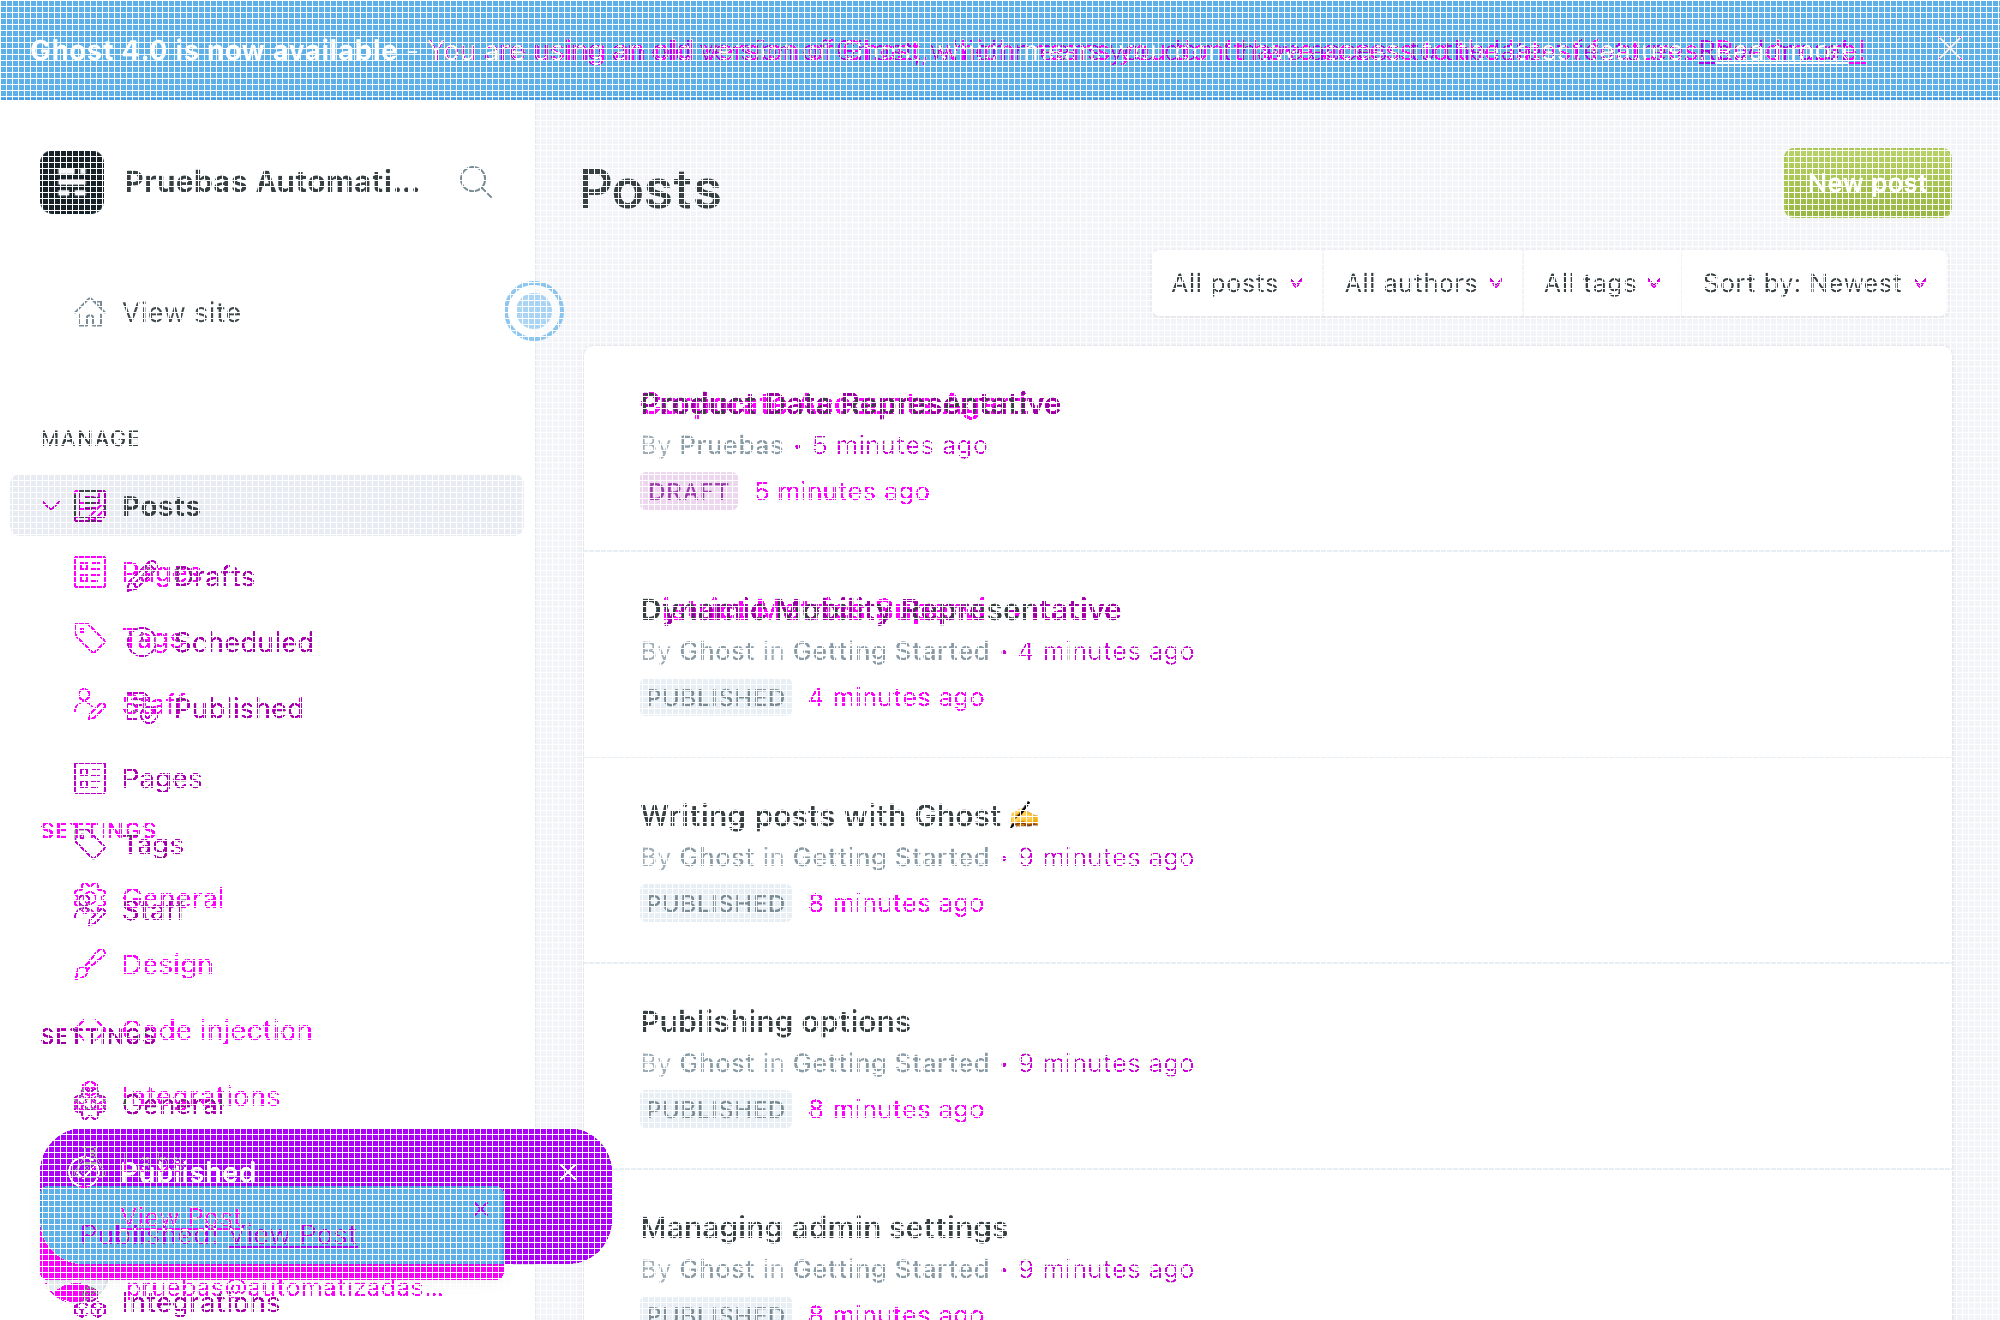 Ghost 4.0 is now available - You are using an old version of Ghost, which means you don't have access to the latest features. Read more!
Pruebas Automati...
View site
MANAGE
Posts
Drafts
Scheduled
Published
Pages
Tags
Staff
SETTINGS
General
Design
SETTINGS
Code injection
Integrations
General
Published
View Post
Published! View Post
pruebas@automatizadas...
Integrations
Posts
New post
All posts
All authors
All tags
Sort by: Newest
By Pruebas • 5 minutes ago
DRAFT 5 minutes ago
By Ghost in Getting Started • 4 minutes ago
PUBLISHED 4 minutes ago
Writing posts with Ghost ✍️
By Ghost in Getting Started • 9 minutes ago
PUBLISHED 8 minutes ago
Publishing options
By Ghost in Getting Started • 9 minutes ago
PUBLISHED 8 minutes ago
Managing admin settings
By Ghost in Getting Started • 9 minutes ago
PUBLISHED 8 minutes ago